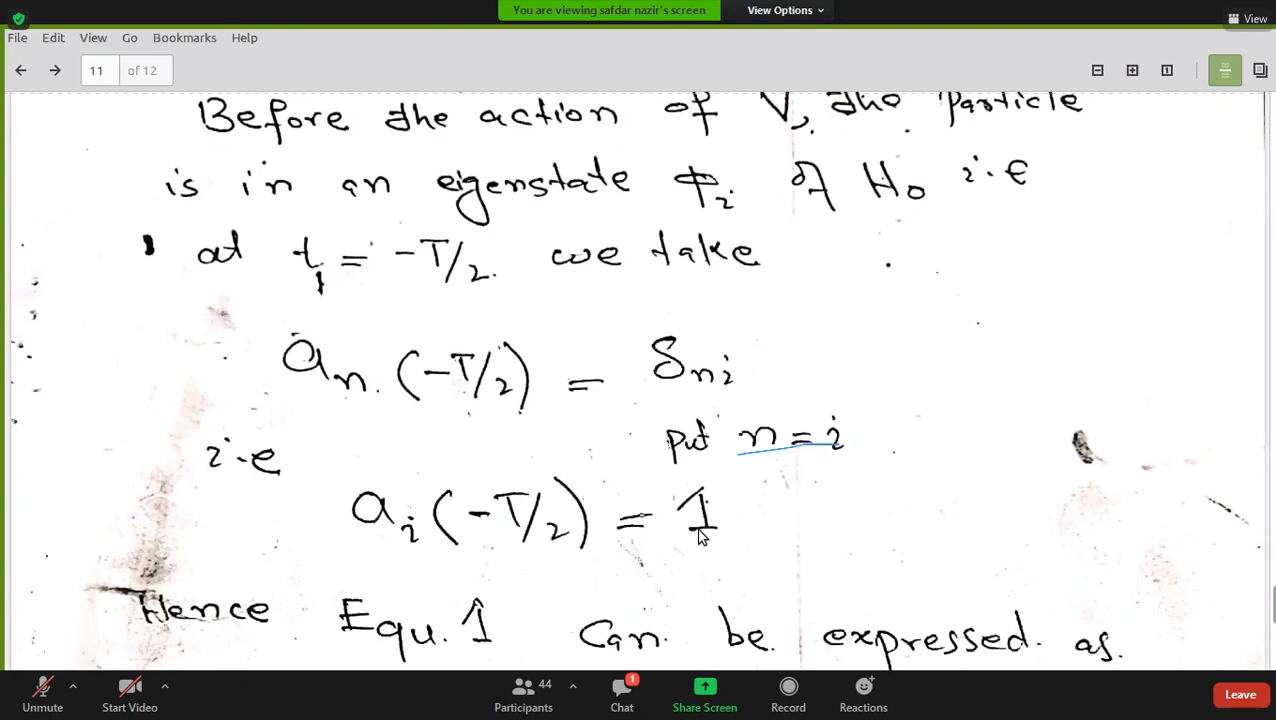 You are viewing safdar nazir's screen
View Options
View
File Edit View Go Bookmarks Help
11 of 12
Before the action of V, the particle
is in an eigenstate Φi of H0 i.e
at t1 = -T/2 we take
an (-T/2) = δni
put n = i
i.e
ai (-T/2) = 1
Hence Equ. 1 Can be expressed as
Unmute Start Video 44 Participants 1 Chat Share Screen Record Reactions Leave